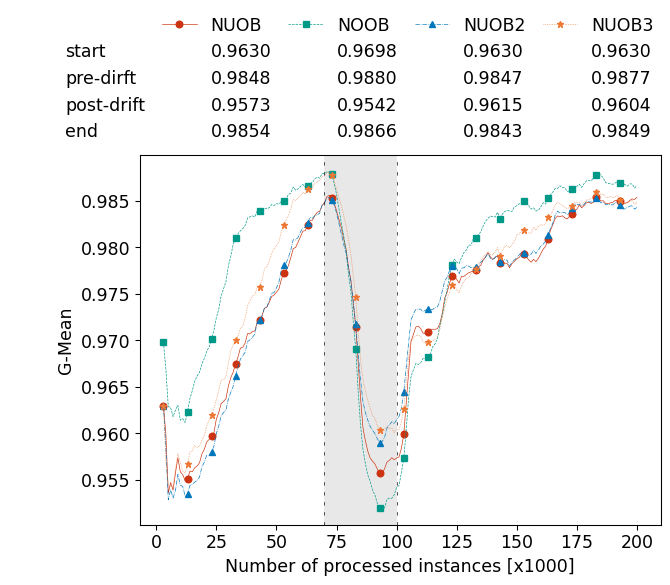 NUOB NOOB NUOB2 NUOB3
start 0.9630 0.9698 0.9630 0.9630
pre-dirft 0.9848 0.9880 0.9847 0.9877
post-drift 0.9573 0.9542 0.9615 0.9604
end 0.9854 0.9866 0.9843 0.9849
G-Mean
0.985
0.980
0.975
0.970
0.965
0.960
0.955
0 25 50 75 100 125 150 175 200
Number of processed instances [x1000]